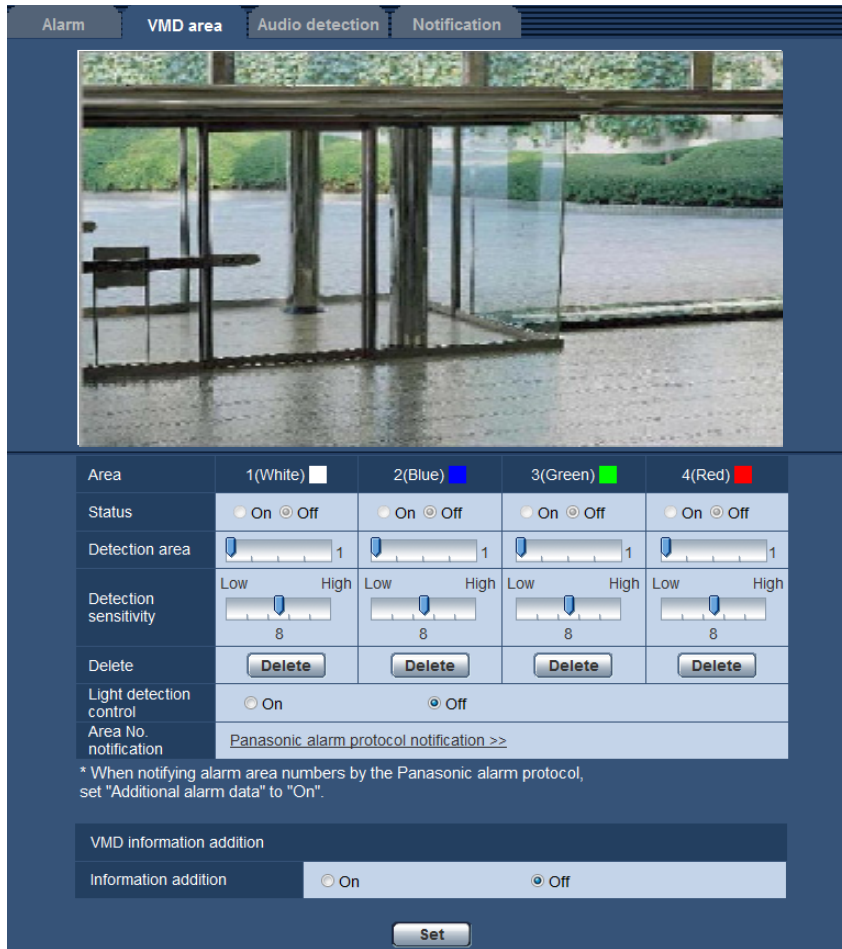 Alarm VMD area Audio detection Notification
Area 1(White) 2(Blue) 3(Green) 4(Red)
Status On Off On Off On Off On Off
Detection area 1 1 1 1
Detection sensitivity Low High Low High Low High Low High
8 8 8 8
Delete Delete Delete Delete Delete
Light detection control On Off
Area No. notification Panasonic alarm protocol notification >>
* When notifying alarm area numbers by the Panasonic alarm protocol,
set "Additional alarm data" to "On".
VMD information addition
Information addition On Off
Set